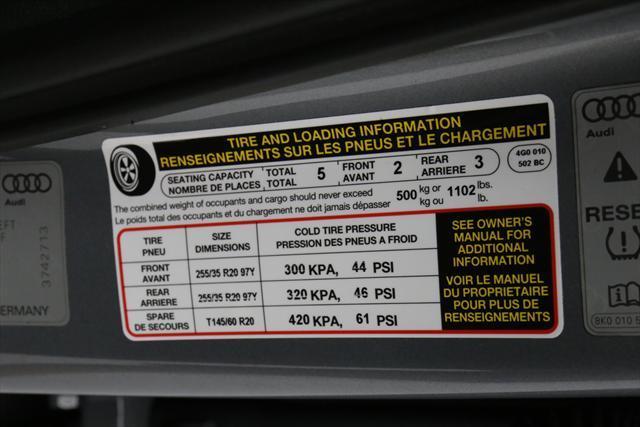 TIRE AND LOADING INFORMATION
RENSEIGNEMENTS SUR LES PNEUS ET LE CHARGEMENT
SEATING CAPACITY TOTAL 5 FRONT 2 REAR 3
NOMBRE DE PLACES TOTAL AVANT ARRIERE
4G0 010
502 BC
The combined weight of occupants and cargo should never exceed 500 kg or 1102 lbs.
Le poids total des occupants et du chargement ne doit jamais dépasser kg ou lb.
TIRE
PNEU
SIZE
DIMENSIONS
COLD TIRE PRESSURE
PRESSION DES PNEUS A FROID
FRONT
AVANT
255/35 R20 97Y
300 KPA, 44 PSI
REAR
ARRIERE
255/35 R20 97Y
320 KPA, 46 PSI
SPARE
DE SECOURS
T145/60 R20
420 KPA, 61 PSI
SEE OWNER'S
MANUAL FOR
ADDITIONAL
INFORMATION
VOIR LE MANUEL
DU PROPRIETAIRE
POUR PLUS DE
RENSEIGNEMENTS
Audi
3742713
GERMANY
Audi
RESE
8K0 010 5